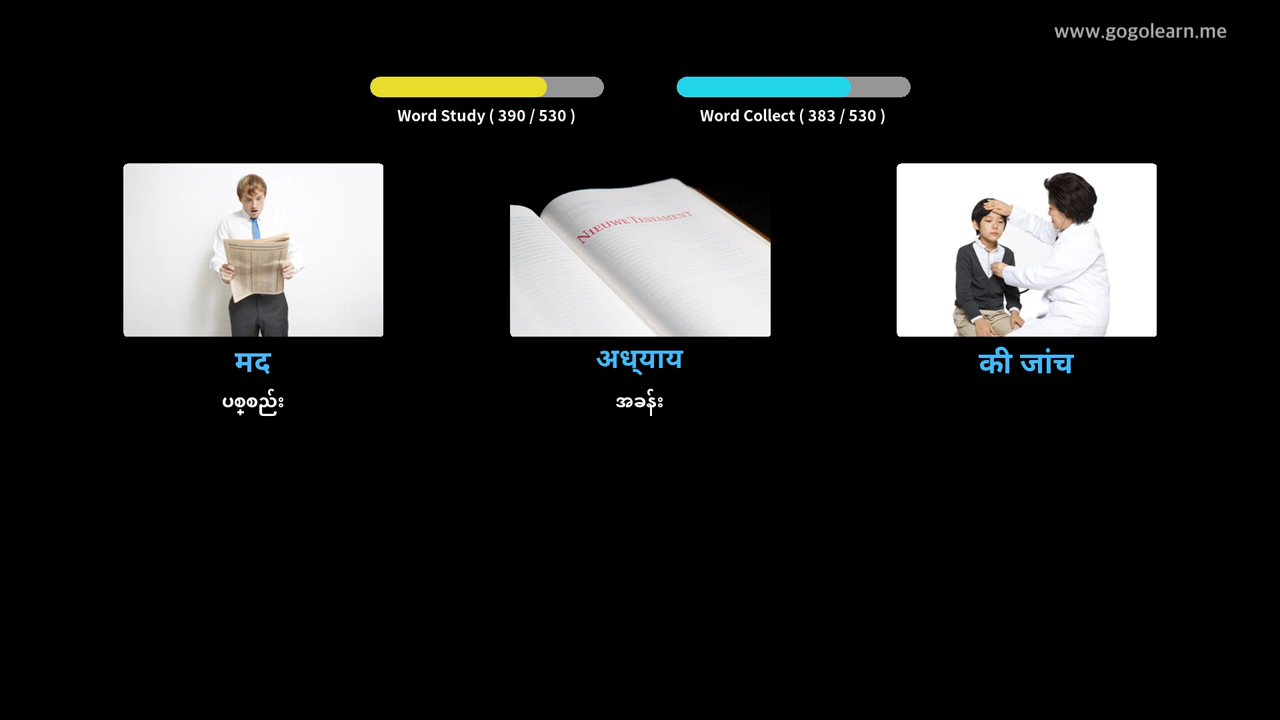 www.gogolearn.me
Word Study ( 390 / 530 )
Word Collect ( 383 / 530 )
NIEUWE TESTAMENT
मद
अध्याय
की जांच
ပစ္စည်း
အခန်း